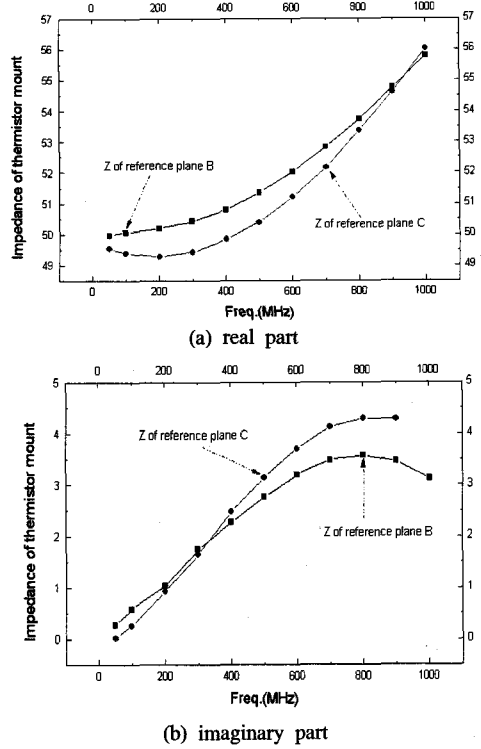 0 200 400 600 800 1000
57 57
56 56
55 55
54 54
53 53
52 52
51 51
50 50
49 49
Impedance of thermistor mount
Z of reference plane B
Z of reference plane C
0 200 400 600 800 1000
Freq.(MHz)
(a) real part
0 200 400 600 800 1000
5 5
4 4
3 3
2 2
1 1
0 0
Impedance of thermistor mount
Z of reference plane C
Z of reference plane B
0 200 400 600 800 1000
Freq.(MHz)
(b) imaginary part